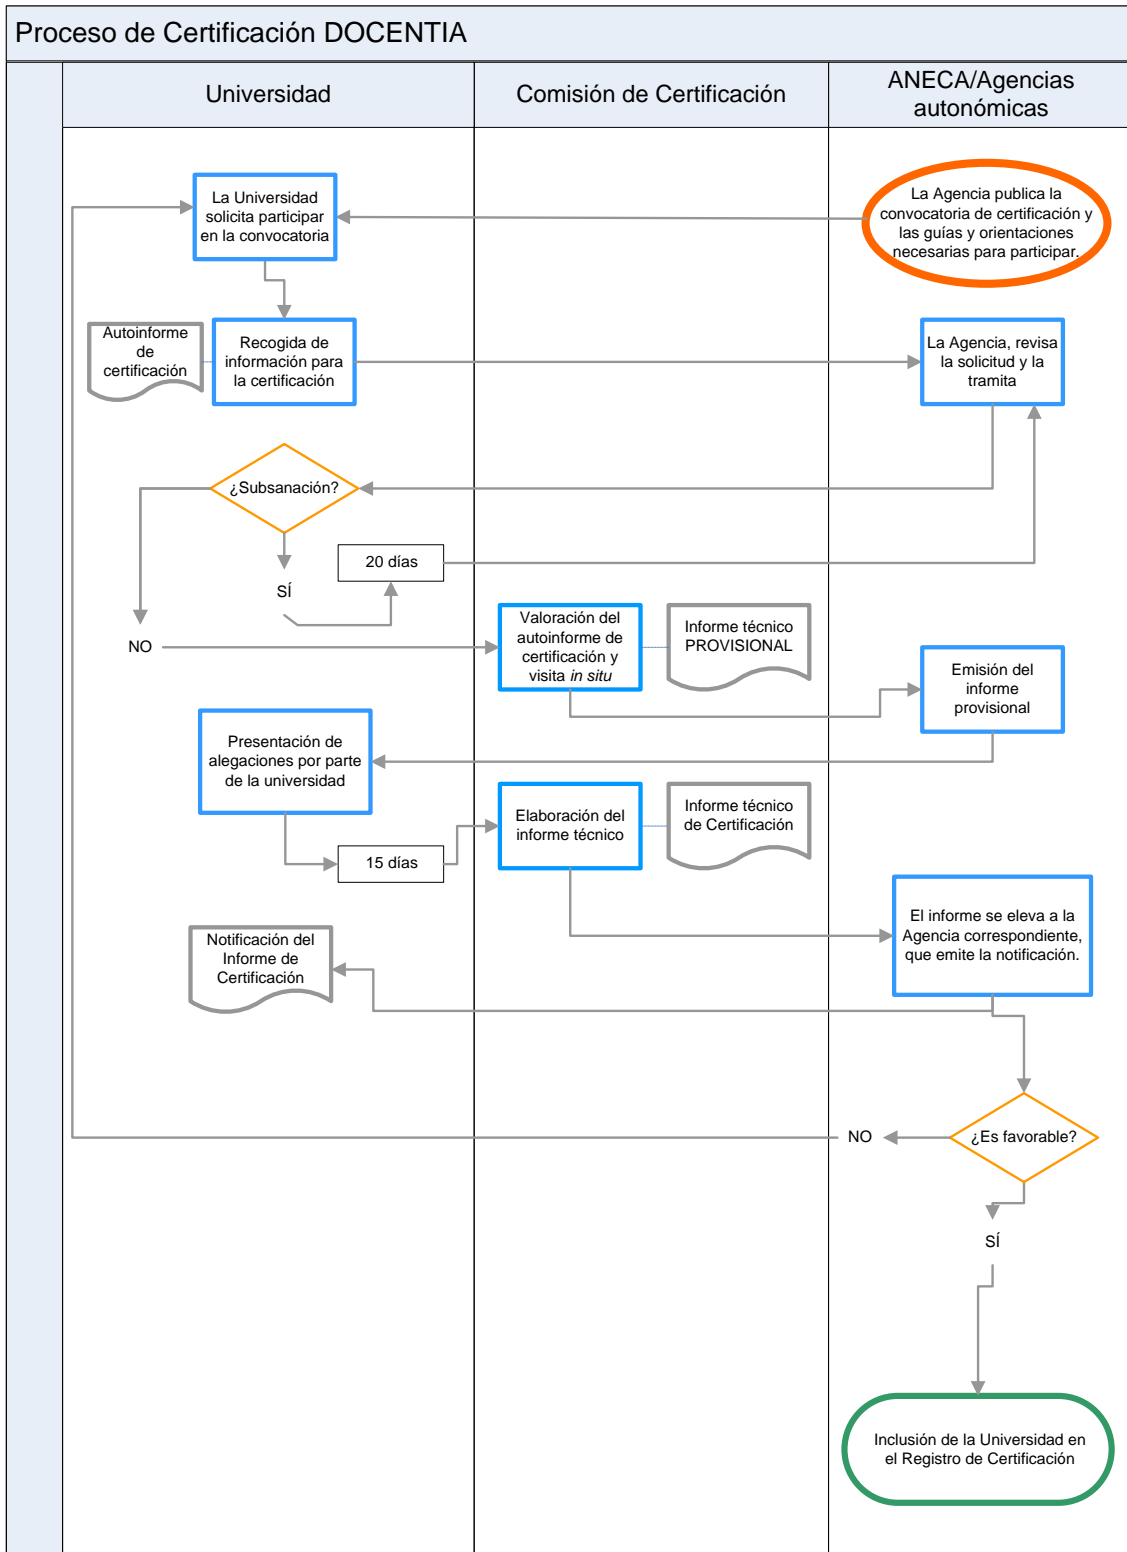 Proceso de Certificación DOCENTIA
Universidad
Comisión de Certificación
ANECA/Agencias
autonómicas
La Universidad
solicita participar
en la convocatoria
La Agencia publica la
convocatoria de certificación y
las guías y orientaciones
necesarias para participar.
Autoinforme
de
certificación
Recogida de
información para
la certificación
La Agencia, revisa
la solicitud y la
tramita
¿Subsanación?
20 días
SÍ
NO
Valoración del
autoinforme de
certificación y
visita in situ
Informe técnico
PROVISIONAL
Emisión del
informe
provisional
Presentación de
alegaciones por parte
de la universidad
Elaboración del
informe técnico
Informe técnico
de Certificación
15 días
El informe se eleva a la
Agencia correspondiente,
que emite la notificación.
Notificación del
Informe de
Certificación
¿Es favorable?
NO
SÍ
Inclusión de la Universidad en
el Registro de Certificación